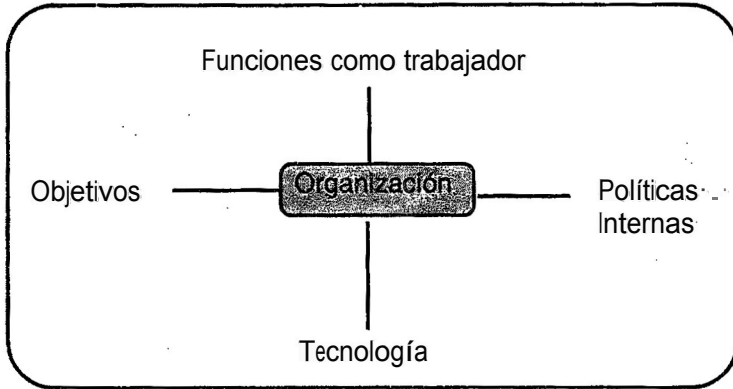 Funciones como trabajador
Objetivos
Organización
Políticas
Internas
Tecnología